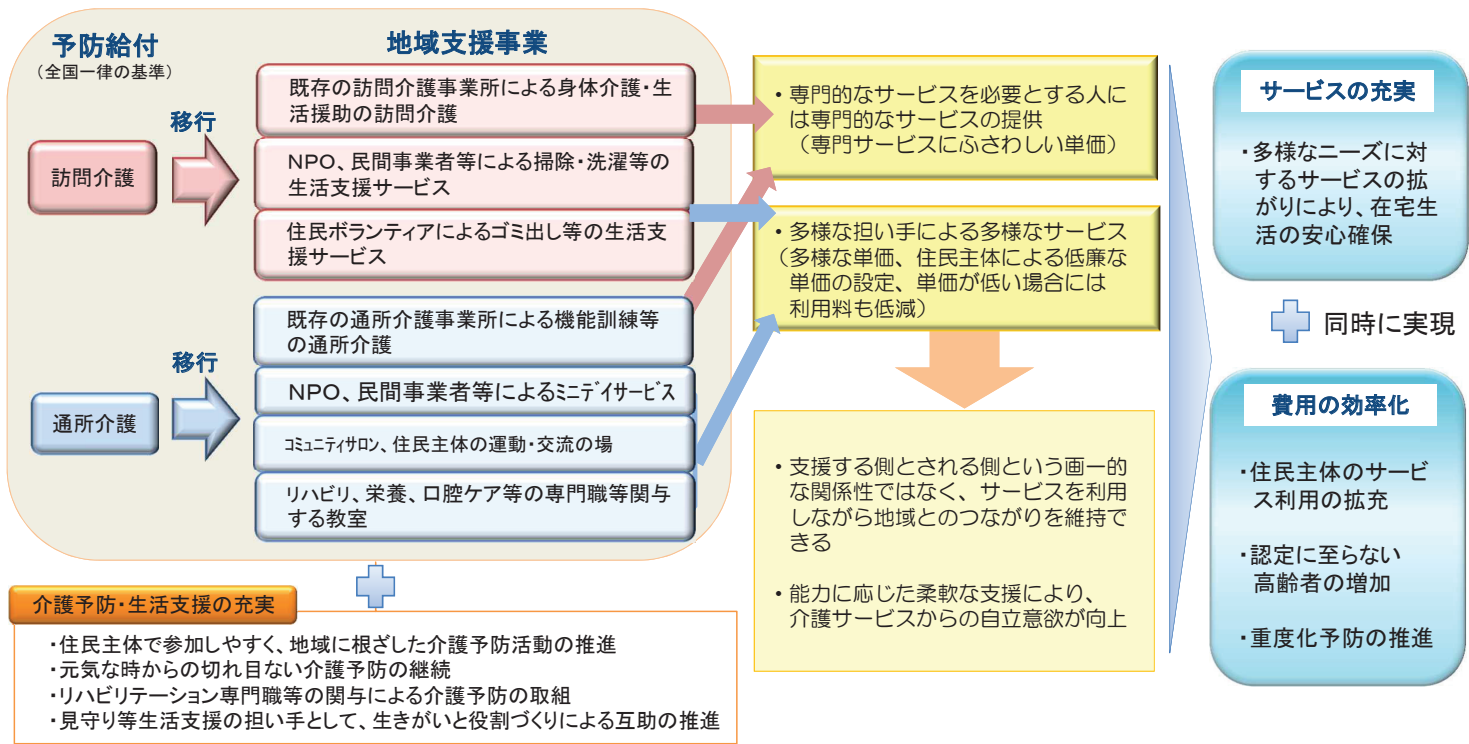 予防給付
（全国一律の基準）
地域支援事業
移行
訪問介護
既存の訪問介護事業所による身体介護・生
活援助の訪問介護
NPO、民間事業者等による掃除・洗濯等の
生活支援サービス
住民ボランティアによるゴミ出し等の生活支
援サービス
移行
通所介護
既存の通所介護事業所による機能訓練等
の通所介護
NPO、民間事業者等によるミニデイサービス
コミュニティサロン、住民主体の運動・交流の場
リハビリ、栄養、口腔ケア等の専門職等関与
する教室
介護予防・生活支援の充実
・住民主体で参加しやすく、地域に根ざした介護予防活動の推進
・元気な時からの切れ目ない介護予防の継続
・リハビリテーション専門職等の関与による介護予防の取組
・見守り等生活支援の担い手として、生きがいと役割づくりによる互助の推進
・専門的なサービスを必要とする人に
は専門的なサービスの提供
（専門サービスにふさわしい単価）
・多様な担い手による多様なサービス
（多様な単価、住民主体による低廉な
単価の設定、単価が低い場合には
利用料も低減）
・支援する側とされる側という画一的
な関係性ではなく、サービスを利用
しながら地域とのつながりを維持で
きる
・能力に応じた柔軟な支援により、
介護サービスからの自立意欲が向上
サービスの充実
・多様なニーズに対
するサービスの拡
がりにより、在宅生
活の安心確保
同時に実現
費用の効率化
・住民主体のサービ
ス利用の拡充
・認定に至らない
高齢者の増加
・重度化予防の推進